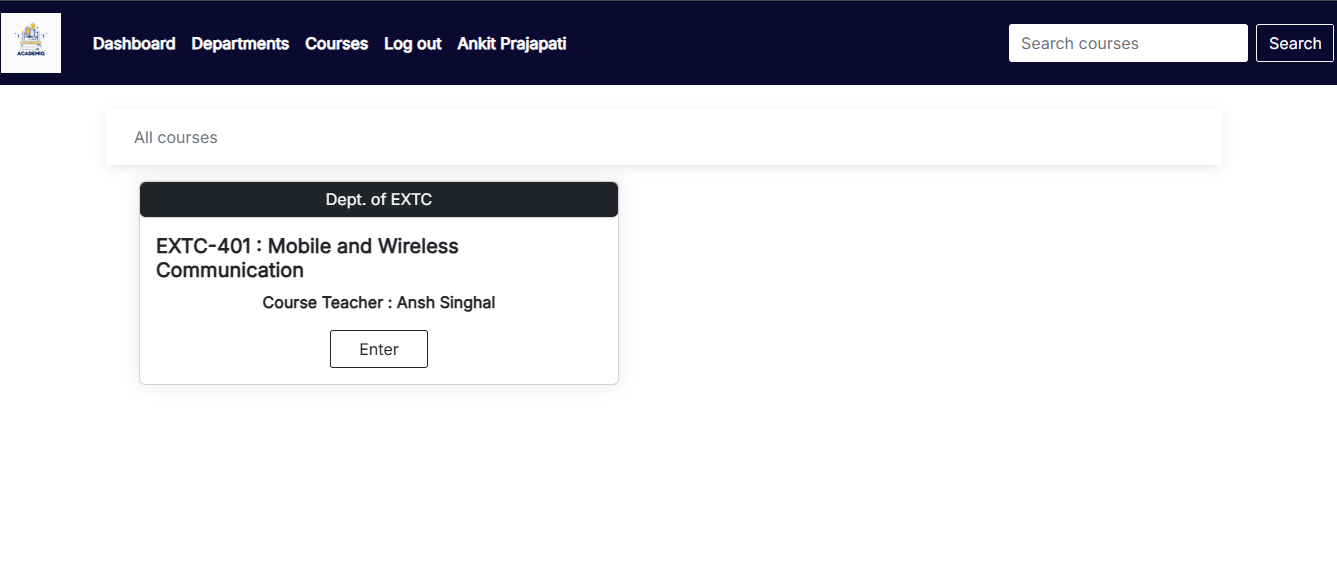 ACADEMIQ
Dashboard Departments Courses Log out Ankit Prajapati Search courses Search
All courses
Dept. of EXTC
EXTC-401 : Mobile and Wireless
Communication
Course Teacher : Ansh Singhal
Enter